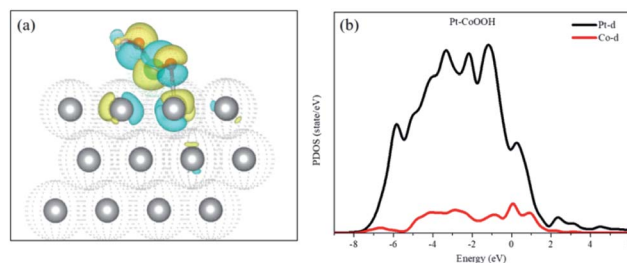 (a)
(b)
Pt-CoOOH
Pt-d
Co-d
PDOS (state/eV)
-8 -6 -4 -2 0 2 4
Energy (eV)